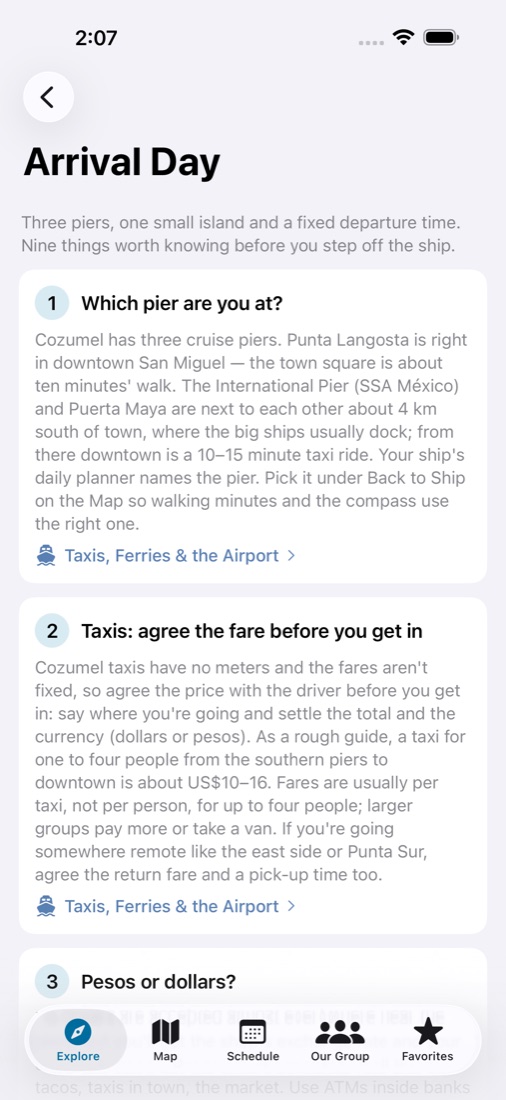 2:07
Arrival Day
Three piers, one small island and a fixed departure time.
Nine things worth knowing before you step off the ship.
1 Which pier are you at?
Cozumel has three cruise piers. Punta Langosta is right
in downtown San Miguel — the town square is about
ten minutes' walk. The International Pier (SSA México)
and Puerta Maya are next to each other about 4 km
south of town, where the big ships usually dock; from
there downtown is a 10–15 minute taxi ride. Your ship's
daily planner names the pier. Pick it under Back to Ship
on the Map so walking minutes and the compass use
the right one.
Taxis, Ferries & the Airport
2 Taxis: agree the fare before you get in
Cozumel taxis have no meters and the fares aren't
fixed, so agree the price with the driver before you get
in: say where you're going and settle the total and the
currency (dollars or pesos). As a rough guide, a taxi for
one to four people from the southern piers to
downtown is about US$10–16. Fares are usually per
taxi, not per person, for up to four people; larger
groups pay more or take a van. If you're going
somewhere remote like the east side or Punta Sur,
agree the return fare and a pick-up time too.
Taxis, Ferries & the Airport
3 Pesos or dollars?
Explore Map Schedule Our Group Favorites
tacos, taxis in town, the market. Use ATMs inside banks